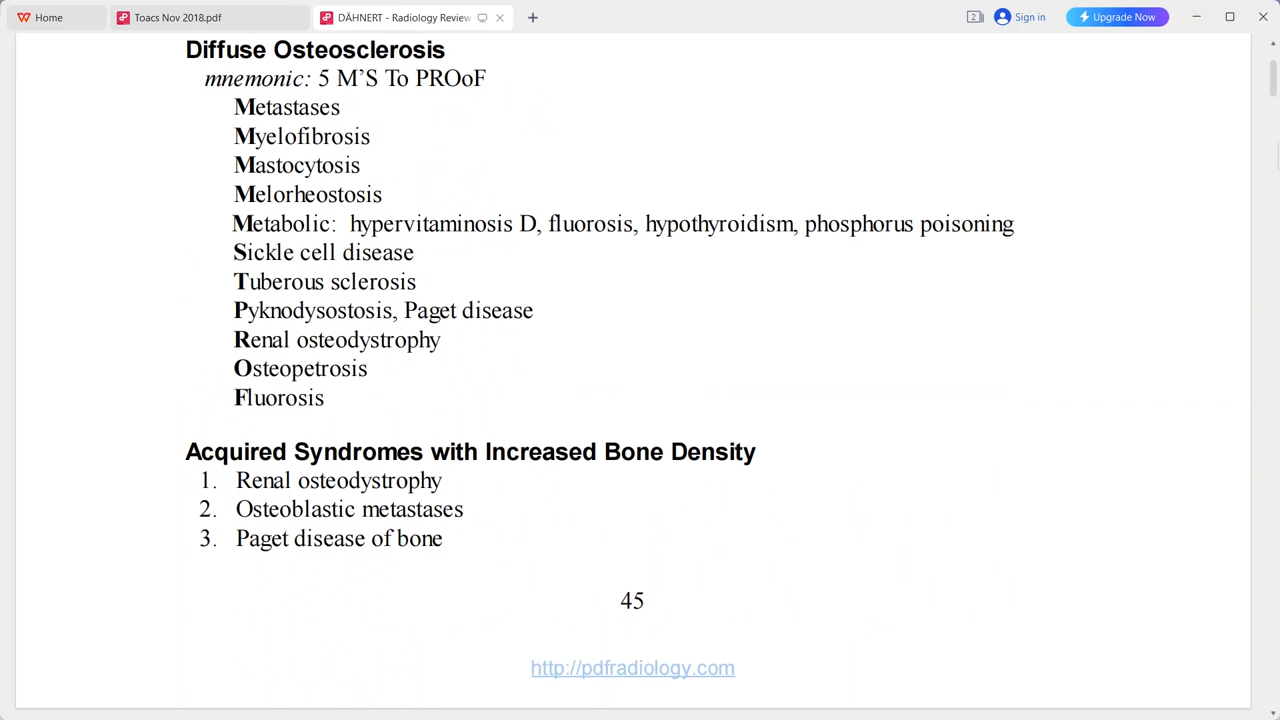 Home
Toacs Nov 2018.pdf
DÄHNERT - Radiology Review
2
Sign in
Upgrade Now
Diffuse Osteosclerosis
mnemonic: 5 M’S To PROoF
Metastases
Myelofibrosis
Mastocytosis
Melorheostosis
Metabolic: hypervitaminosis D, fluorosis, hypothyroidism, phosphorus poisoning
Sickle cell disease
Tuberous sclerosis
Pyknodysostosis, Paget disease
Renal osteodystrophy
Osteopetrosis
Fluorosis
Acquired Syndromes with Increased Bone Density
1. Renal osteodystrophy
2. Osteoblastic metastases
3. Paget disease of bone
45
http://pdfradiology.com